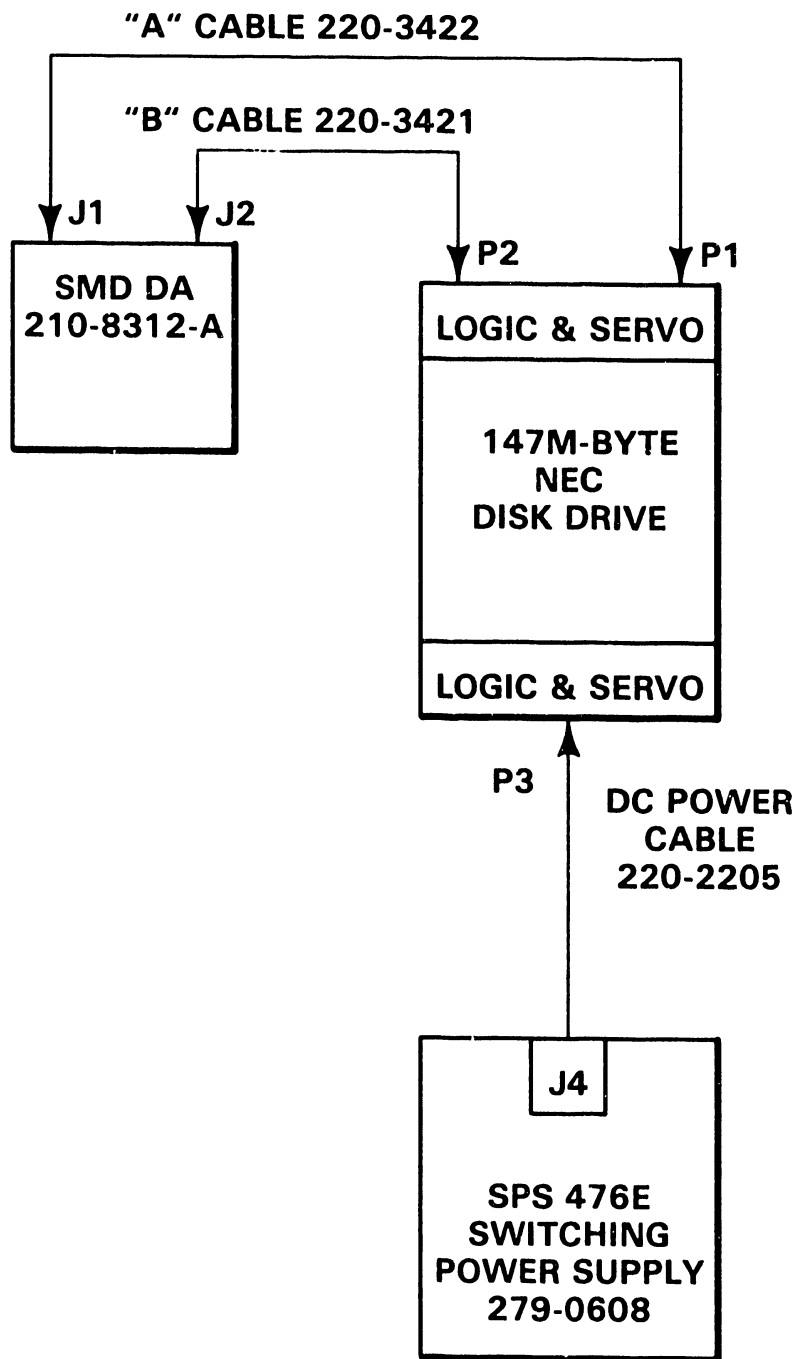 "A" CABLE 220-3422
"B" CABLE 220-3421
J1
J2
P2
P1
SMD DA
210-8312-A
LOGIC & SERVO
147M-BYTE
NEC
DISK DRIVE
LOGIC & SERVO
P3
DC POWER
CABLE
220-2205
J4
SPS 476E
SWITCHING
POWER SUPPLY
279-0608